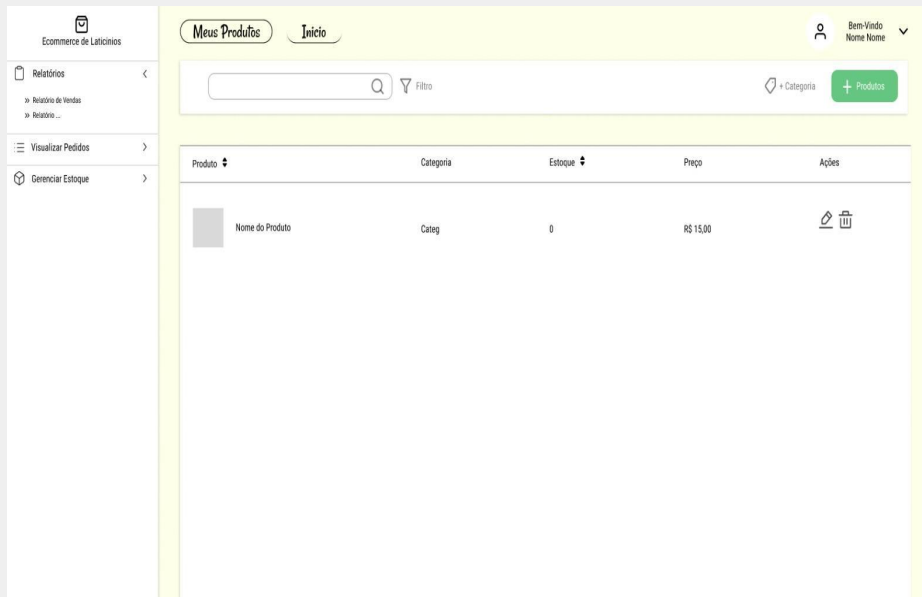 Ecommerce de Laticinios
Relatórios
» Relatório de Vendas
» Relatório ...
Visualizar Pedidos
Gerenciar Estoque
Meus Produtos
Inicio
Bem-Vindo
Nome Nome
Filtro
+ Categoria
+ Produtos
Produto
Categoria
Estoque
Preço
Ações
Nome do Produto
Categ
0
R$ 15,00